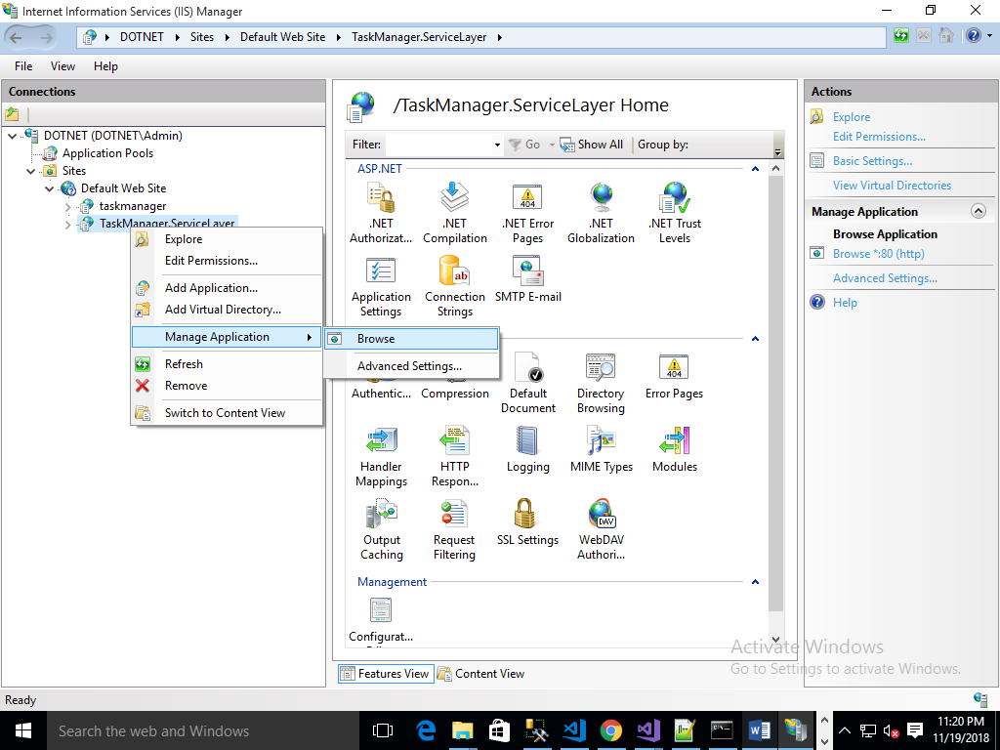 Internet Information Services (IIS) Manager
DOTNET
Sites
Default Web Site
TaskManager.ServiceLayer
File View Help
Connections
DOTNET (DOTNET\Admin)
Application Pools
Sites
Default Web Site
taskmanager
TaskManager.ServiceLayer
Explore
Edit Permissions...
Add Application...
Add Virtual Directory...
Manage Application
Refresh
Remove
Switch to Content View
Browse
Advanced Settings...
/TaskManager.ServiceLayer Home
Filter: Go Show All Group by:
ASP.NET
.NET Authorizat...
.NET Compilation
.NET Error Pages
.NET Globalization
.NET Trust Levels
Application Settings
Connection Strings
SMTP E-mail
Authentic...
Compression
Default Document
Directory Browsing
Error Pages
Handler Mappings
HTTP Respon...
Logging
MIME Types
Modules
Output Caching
Request Filtering
SSL Settings
WebDAV Authori...
Management
Configurat...
Features View
Content View
Actions
Explore
Edit Permissions...
Basic Settings...
View Virtual Directories
Manage Application
Browse Application
Browse *:80 (http)
Advanced Settings...
Help
Activate Windows
Go to Settings to activate Windows.
Ready
Search the web and Windows
11:20 PM
11/19/2018